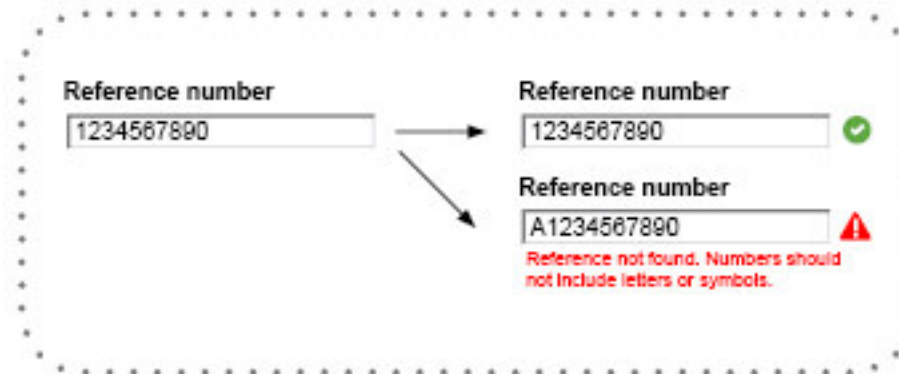 Reference number
1234567890
Reference number
1234567890
Reference number
A1234567890
Reference not found. Numbers should
not include letters or symbols.